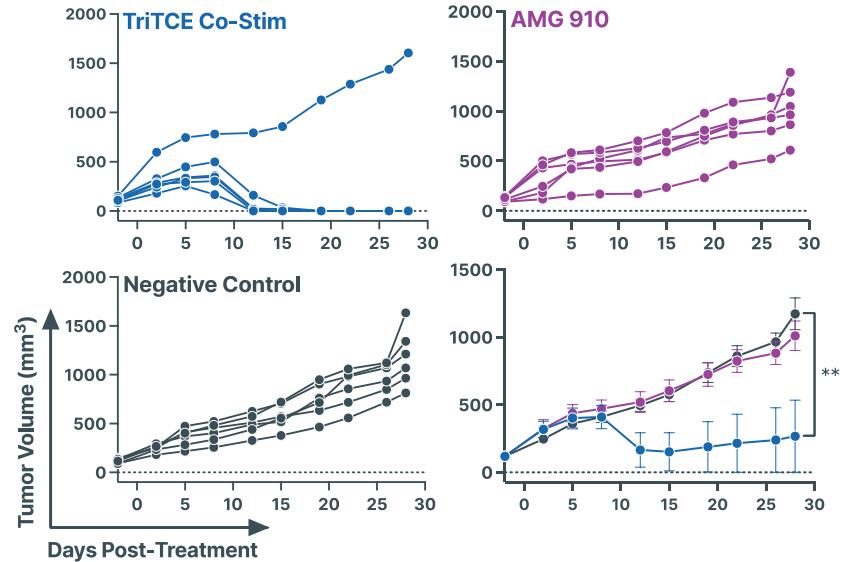 TriTCE Co-Stim
2000
1500
1000
500
0
0 5 10 15 20 25 30
AMG 910
2000
1500
1000
500
0
0 5 10 15 20 25 30
Negative Control
2000
1500
1000
500
0
0 5 10 15 20 25 30
1500
1000
500
0
0 5 10 15 20 25 30
**
Tumor Volume (mm³)
Days Post-Treatment